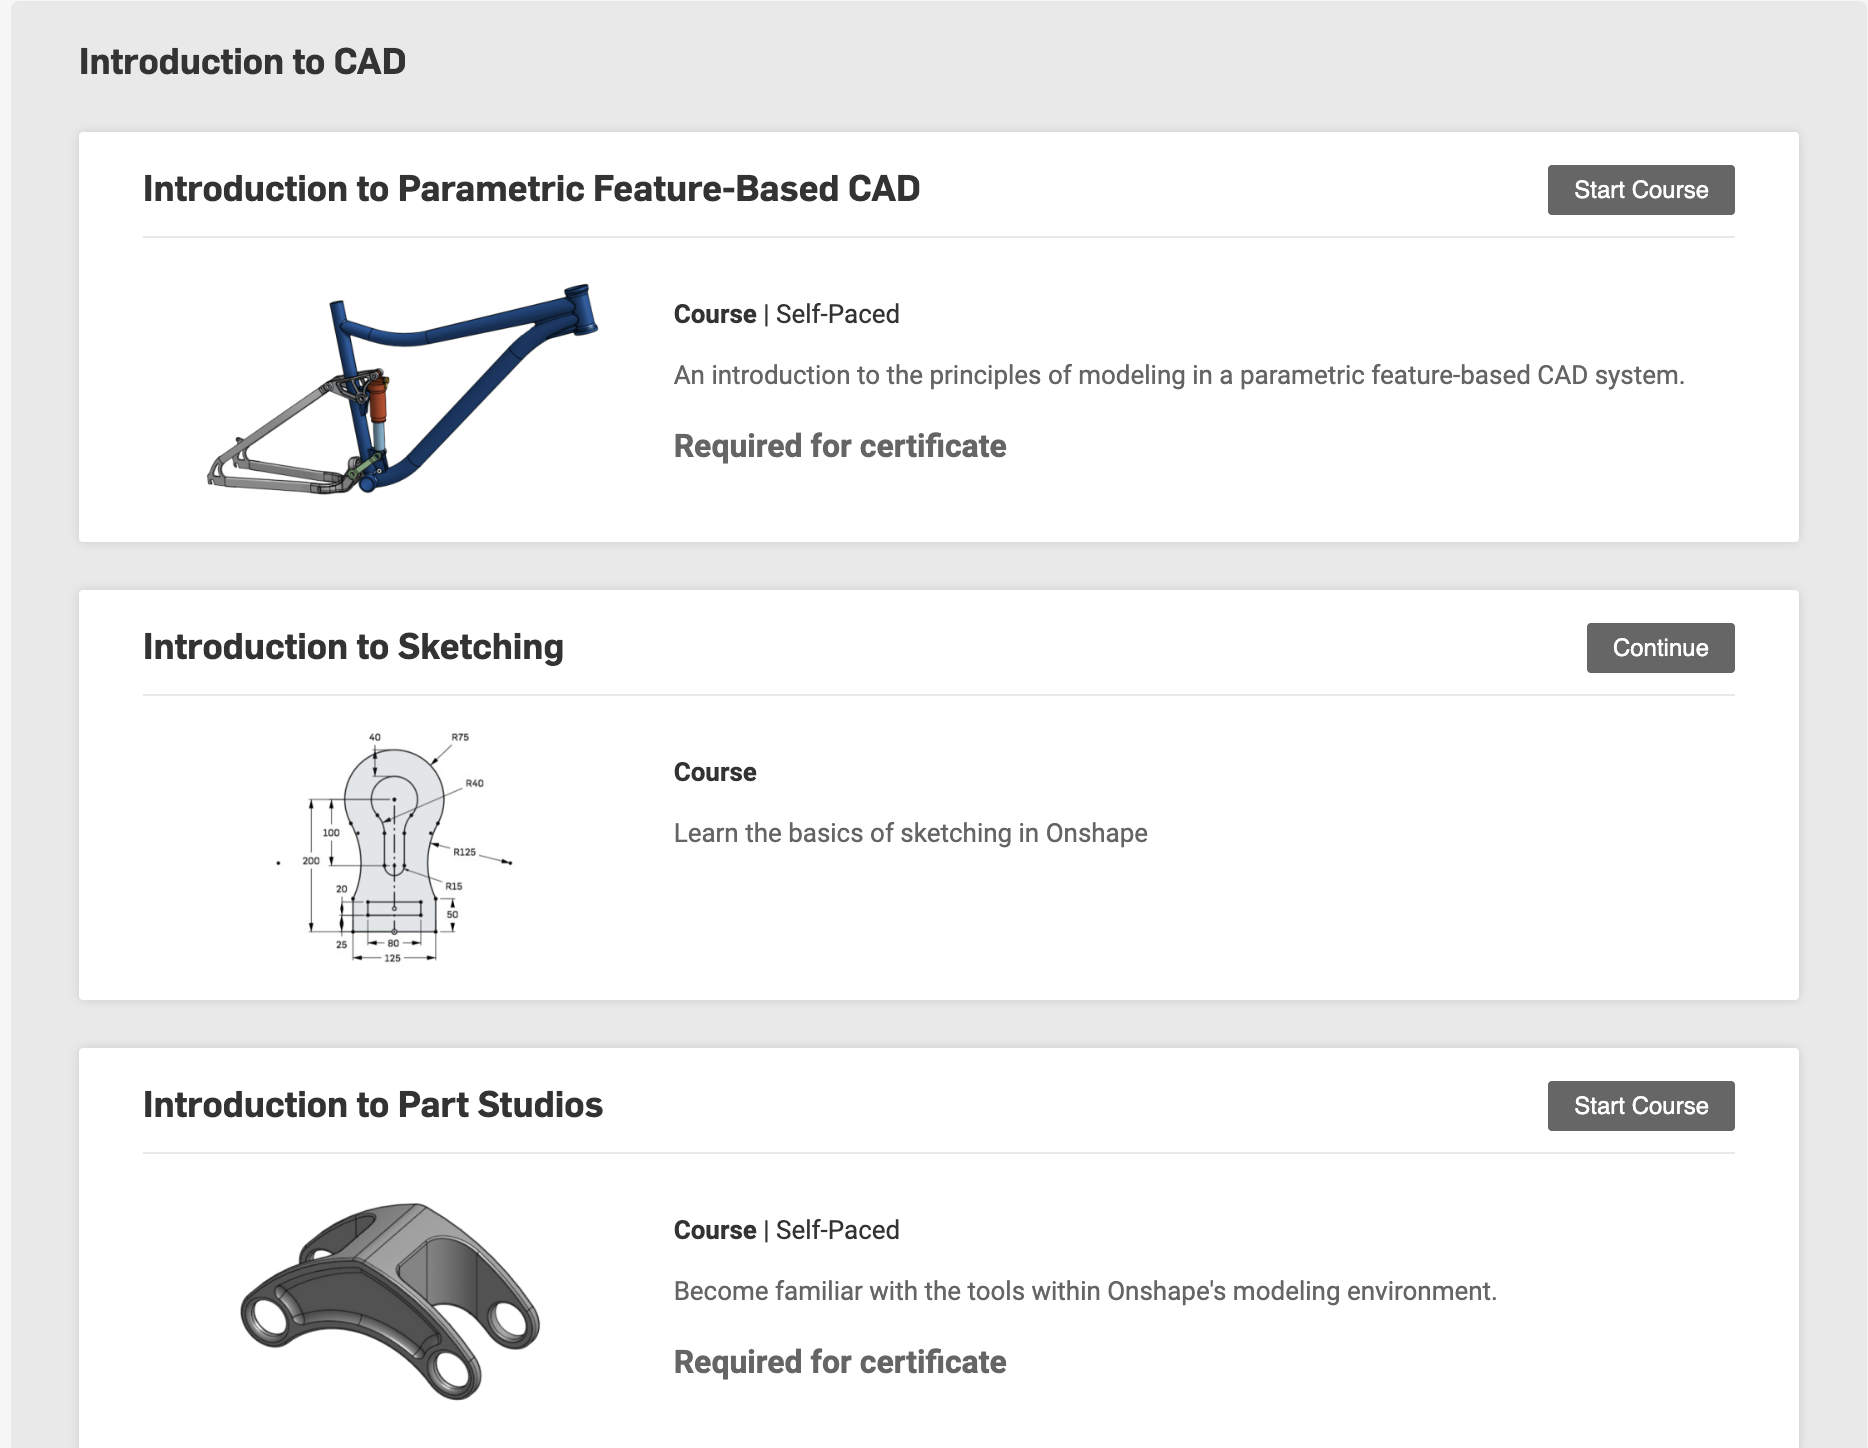 Introduction to CAD
Introduction to Parametric Feature-Based CAD
Start Course
Course | Self-Paced
An introduction to the principles of modeling in a parametric feature-based CAD system.
Required for certificate
Introduction to Sketching
Continue
40
R75
R40
100
200
R125
20
R15
50
25
80
125
Course
Learn the basics of sketching in Onshape
Introduction to Part Studios
Start Course
Course | Self-Paced
Become familiar with the tools within Onshape's modeling environment.
Required for certificate